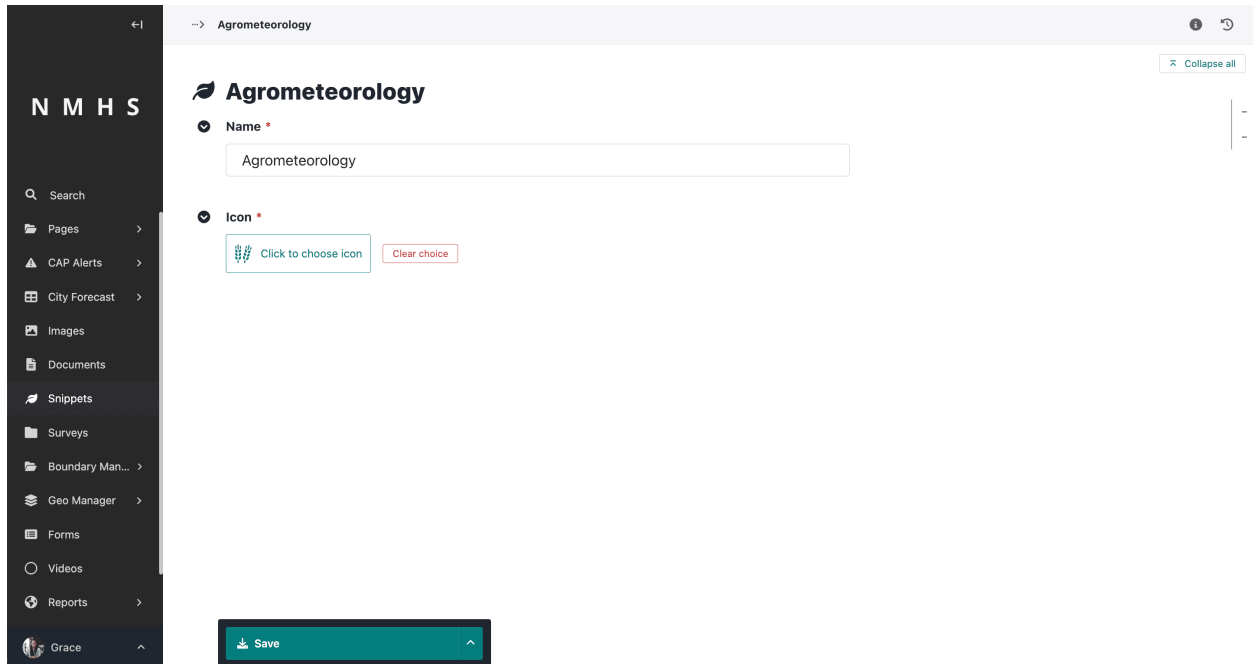 Agrometeorology
Collapse all
NMHS
Agrometeorology
Name *
Agrometeorology
Search
Icon *
Pages
Click to choose icon
Clear choice
CAP Alerts
City Forecast
Images
Documents
Snippets
Surveys
Boundary Man...
Geo Manager
Forms
Videos
Reports
Save
Grace